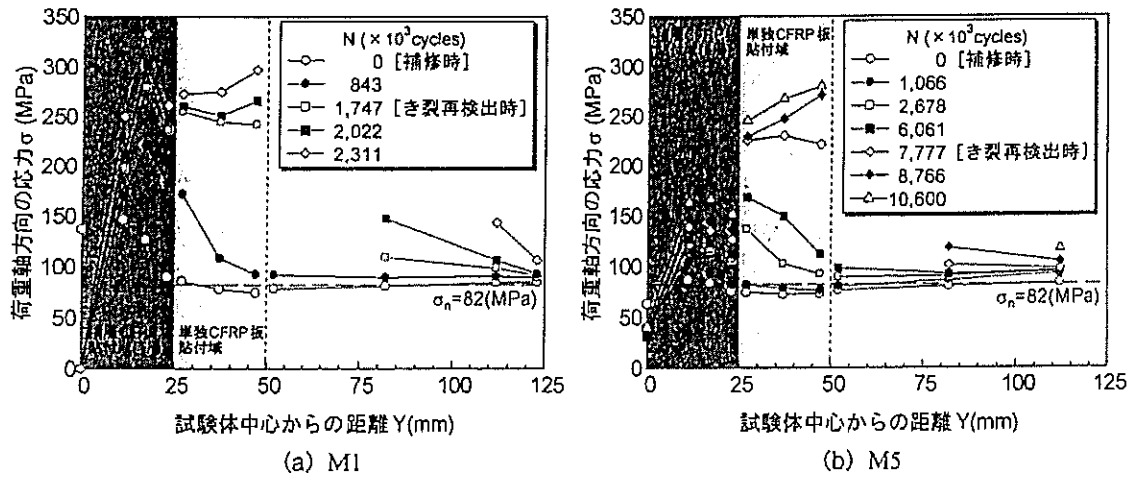 荷重軸方向の応力σ (MPa)
350
300
250
200
150
100
50
0
N (×10³cycles)
0 [補修時]
843
1,747 [き裂再検出時]
2,022
2,311
単独CFRP板
貼付域
σn=82(MPa)
0
25
50
75
100
125
試験体中心からの距離Y(mm)
(a) M1
荷重軸方向の応力σ (MPa)
350
300
250
200
150
100
50
0
単独CFRP板
貼付域
N (×10³cycles)
0 [補修時]
1,066
2,678
6,061
7,777 [き裂再検出時]
8,766
10,600
σn=82(MPa)
0
25
50
75
100
125
試験体中心からの距離Y(mm)
(b) M5